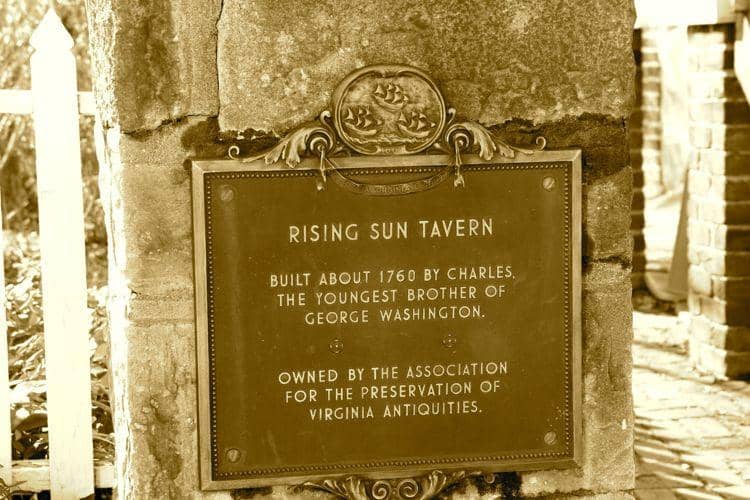 RISING SUN TAVERN
BUILT ABOUT 1760 BY CHARLES,
THE YOUNGEST BROTHER OF
GEORGE WASHINGTON.
OWNED BY THE ASSOCIATION
FOR THE PRESERVATION OF
VIRGINIA ANTIQUITIES.